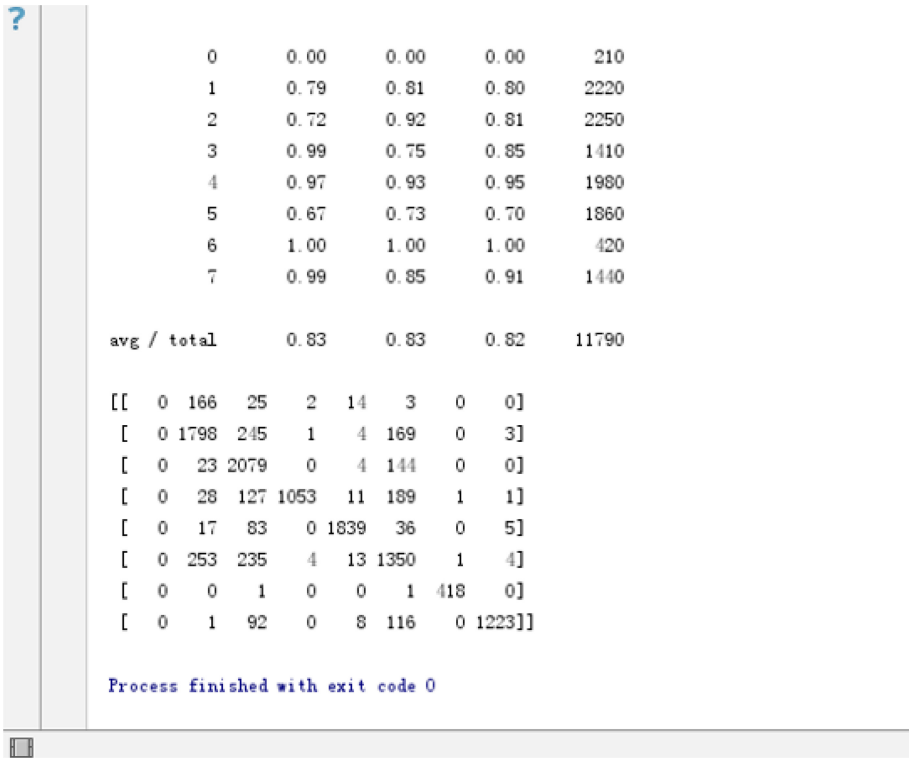 ?
0 0.00 0.00 0.00 210
1 0.79 0.81 0.80 2220
2 0.72 0.92 0.81 2250
3 0.99 0.75 0.85 1410
4 0.97 0.93 0.95 1980
5 0.67 0.73 0.70 1860
6 1.00 1.00 1.00 420
7 0.99 0.85 0.91 1440
avg / total 0.83 0.83 0.82 11790
[[ 0 166 25 2 14 3 0 0]
[ 0 1798 245 1 4 169 0 3]
[ 0 23 2079 0 4 144 0 0]
[ 0 28 127 1053 11 189 1 1]
[ 0 17 83 0 1839 36 0 5]
[ 0 253 235 4 13 1350 1 4]
[ 0 0 1 0 0 1 418 0]
[ 0 1 92 0 8 116 0 1223]]
Process finished with exit code 0